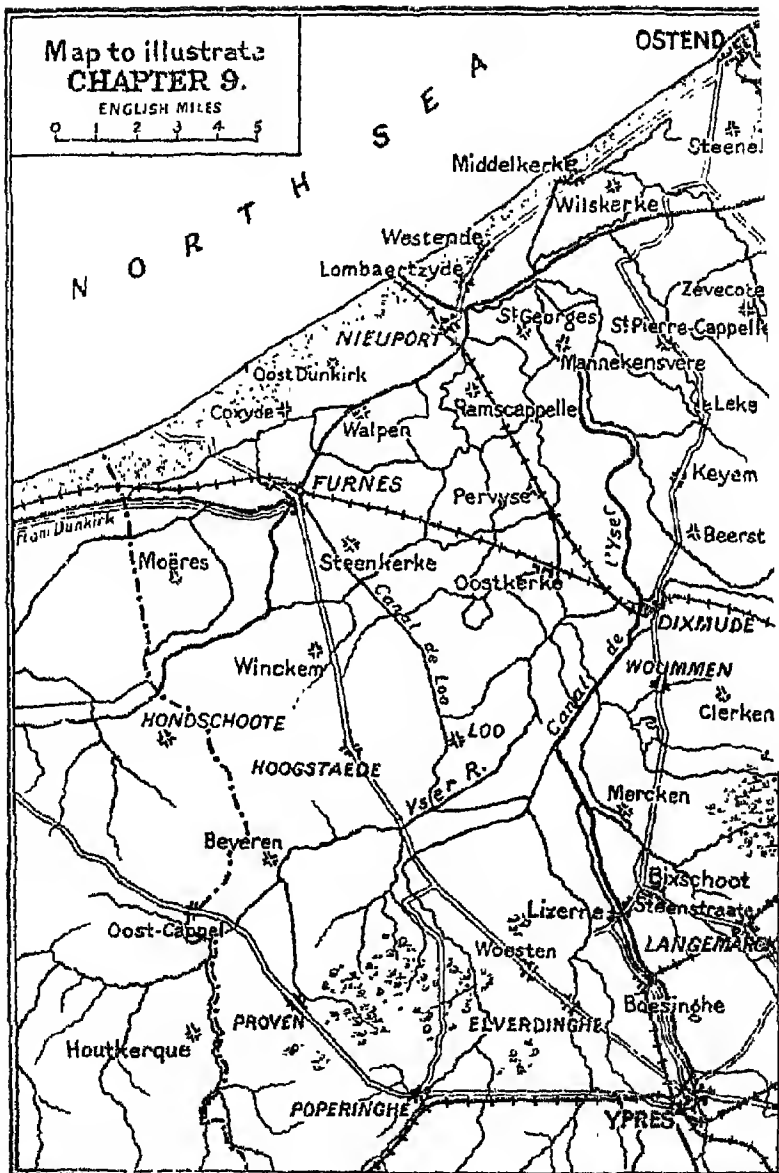 Map to illustrate
CHAPTER 9.
ENGLISH MILES
0 1 2 3 4 5
OSTEND
NORTH SEA
Steene
Middelkerke
Wilskerke
Westende
Lombaertzyde
Zevecote
NIEUPORT
St Georges
St Pierre-Cappelle
Mannekensvere
Oost Dunkirk
Coxyde
Walpen
Ramscappelle
Leke
Keyem
FURNES
Pervyse
From Dunkirk
l'Yser
Beerst
Moëres
Steenkerke
Oostkerke
Canal de Loo
DIXMUDE
Winckem
WOUMMEN
Canal de
Clerken
HONDSCHOOTE
LOO
HOOGSTAEDE
Yser R.
Mercken
Beveren
Bixschoot
Lizerne
Steenstraate
Oost-Cappel
LANGEMARCK
Woesten
Boesinghe
PROVEN
ELVERDINGHE
Houtkerque
POPERINGHE
YPRES